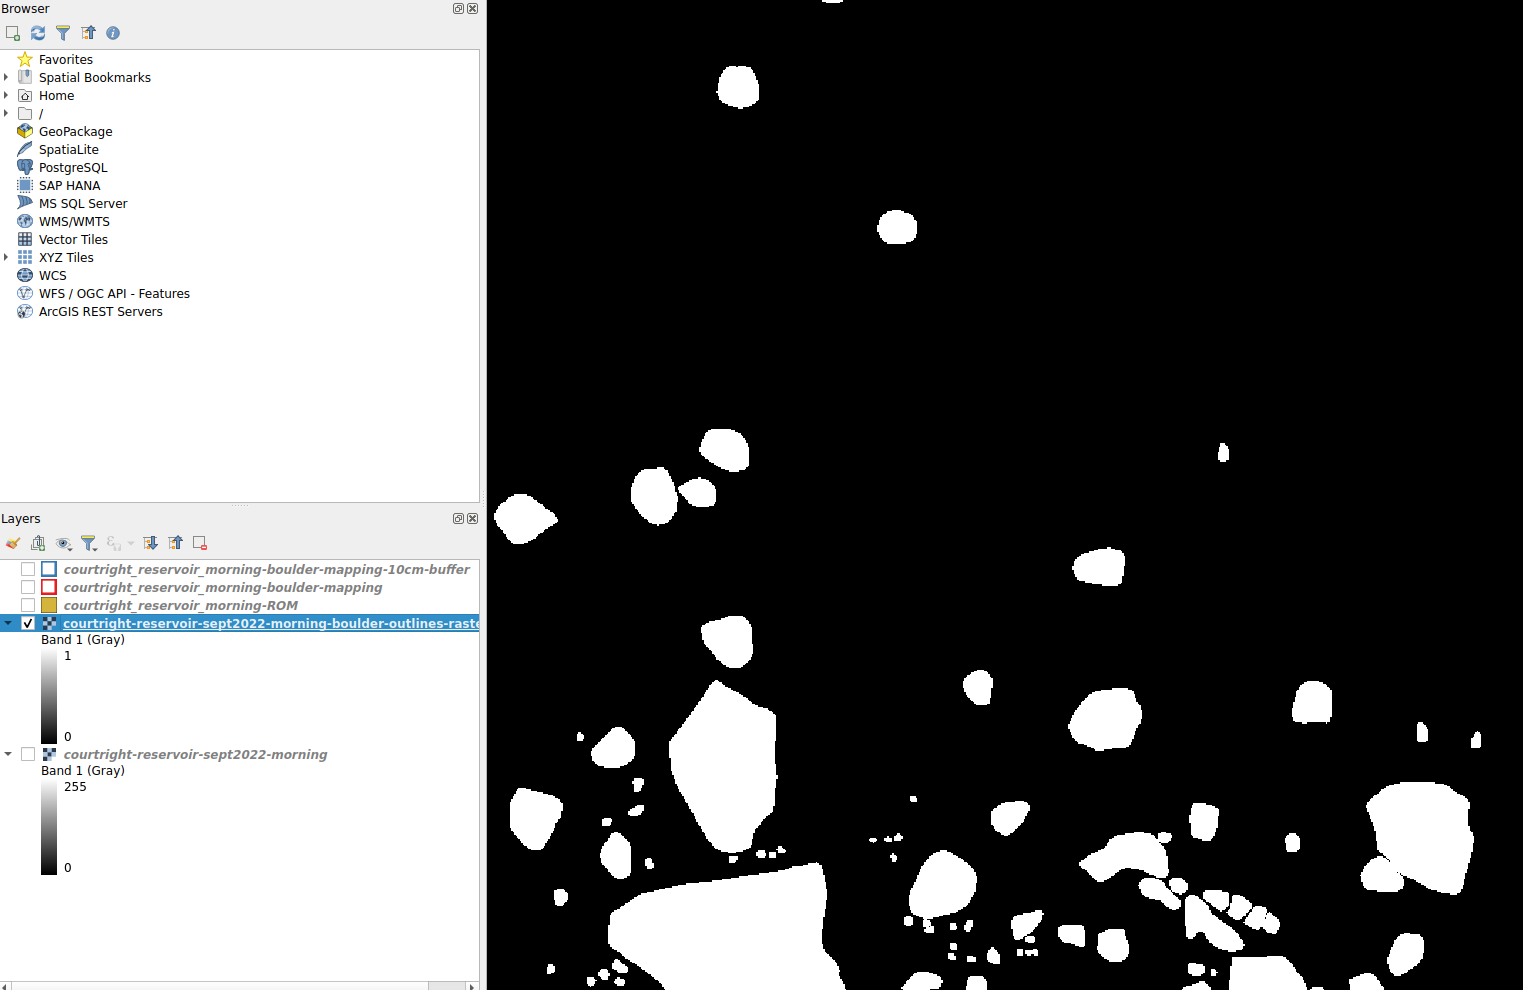 Browser
Favorites
Spatial Bookmarks
Home
/
GeoPackage
SpatiaLite
PostgreSQL
SAP HANA
MS SQL Server
WMS/WMTS
Vector Tiles
XYZ Tiles
WCS
WFS / OGC API - Features
ArcGIS REST Servers
Layers
courtright_reservoir_morning-boulder-mapping-10cm-buffer
courtright_reservoir_morning-boulder-mapping
courtright_reservoir_morning-ROM
courtright-reservoir-sept2022-morning-boulder-outlines-raste
Band 1 (Gray)
1
0
courtright-reservoir-sept2022-morning
Band 1 (Gray)
255
0